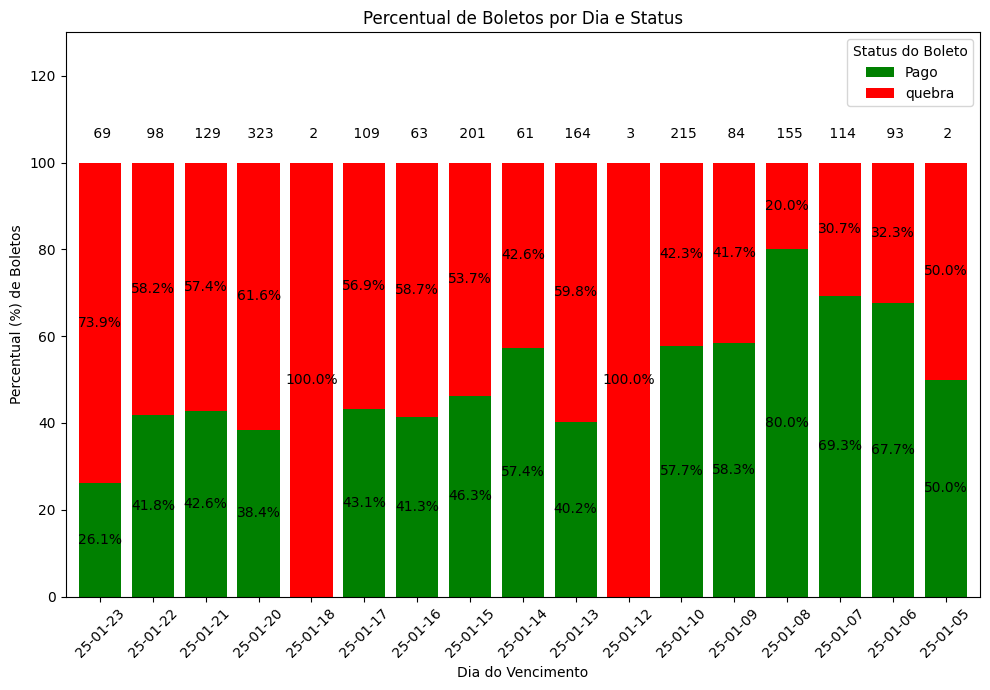 Percentual de Boletos por Dia e Status
Status do Boleto
Pago
quebra
Percentual (%) de Boletos
120
100
80
60
40
20
0
69 98 129 323 2 109 63 201 61 164 3 215 84 155 114 93 2
73.9% 58.2% 57.4% 61.6% 100.0% 56.9% 58.7% 53.7% 42.6% 59.8% 100.0% 42.3% 41.7% 20.0% 30.7% 32.3% 50.0%
26.1% 41.8% 42.6% 38.4% 43.1% 41.3% 46.3% 57.4% 40.2% 57.7% 58.3% 80.0% 69.3% 67.7% 50.0%
25-01-23 25-01-22 25-01-21 25-01-20 25-01-18 25-01-17 25-01-16 25-01-15 25-01-14 25-01-13 25-01-12 25-01-10 25-01-09 25-01-08 25-01-07 25-01-06 25-01-05
Dia do Vencimento